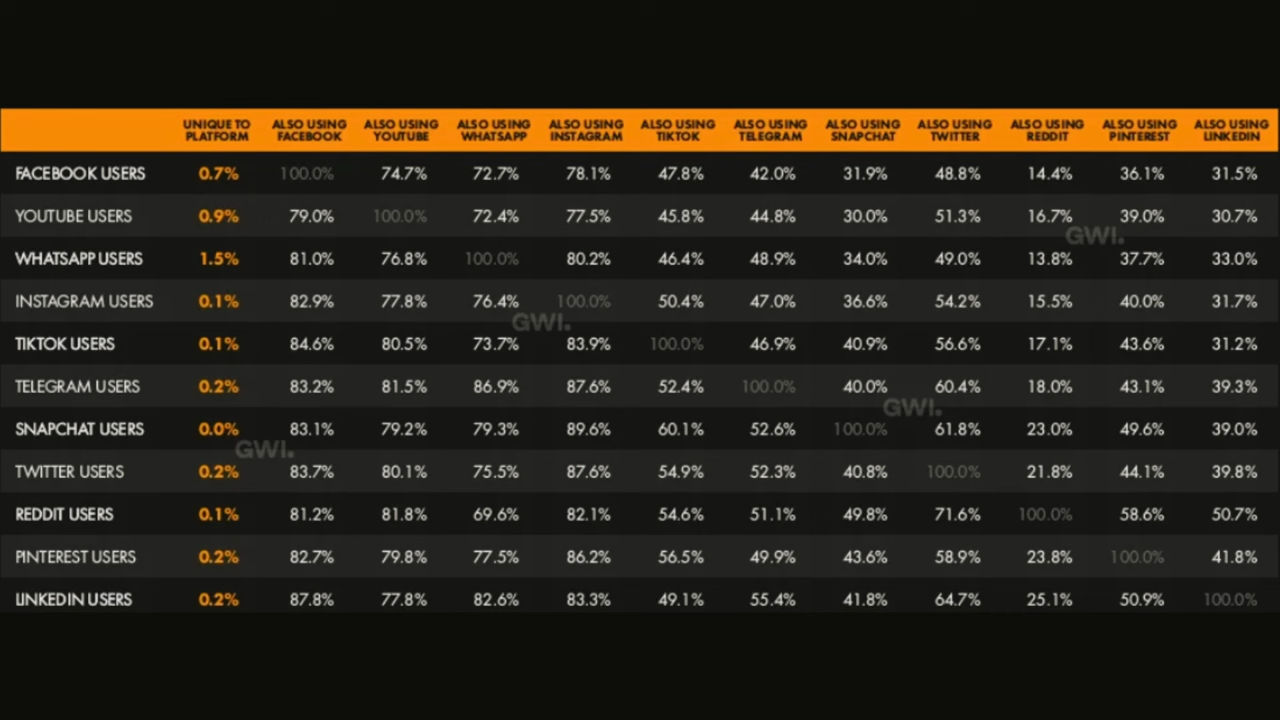 UNIQUE TO PLATFORM ALSO USING FACEBOOK ALSO USING YOUTUBE ALSO USING WHATSAPP ALSO USING INSTAGRAM ALSO USING TIKTOK ALSO USING TELEGRAM ALSO USING SNAPCHAT ALSO USING TWITTER ALSO USING REDDIT ALSO USING PINTEREST ALSO USING LINKEDIN
FACEBOOK USERS 0.7% 100.0% 74.7% 72.7% 78.1% 47.8% 42.0% 31.9% 48.8% 14.4% 36.1% 31.5%
YOUTUBE USERS 0.9% 79.0% 100.0% 72.4% 77.5% 45.8% 44.8% 30.0% 51.3% 16.7% 39.0% 30.7%
GWI.
WHATSAPP USERS 1.5% 81.0% 76.8% 100.0% 80.2% 46.4% 48.9% 34.0% 49.0% 13.8% 37.7% 33.0%
INSTAGRAM USERS 0.1% 82.9% 77.8% 76.4% 100.0% 50.4% 47.0% 36.6% 54.2% 15.5% 40.0% 31.7%
GWI.
TIKTOK USERS 0.1% 84.6% 80.5% 73.7% 83.9% 100.0% 46.9% 40.9% 56.6% 17.1% 43.6% 31.2%
TELEGRAM USERS 0.2% 83.2% 81.5% 86.9% 87.6% 52.4% 100.0% 40.0% 60.4% 18.0% 43.1% 39.3%
GWI.
SNAPCHAT USERS 0.0% 83.1% 79.2% 79.3% 89.6% 60.1% 52.6% 100.0% 61.8% 23.0% 49.6% 39.0%
GWI.
TWITTER USERS 0.2% 83.7% 80.1% 75.5% 87.6% 54.9% 52.3% 40.8% 100.0% 21.8% 44.1% 39.8%
REDDIT USERS 0.1% 81.2% 81.8% 69.6% 82.1% 54.6% 51.1% 49.8% 71.6% 100.0% 58.6% 50.7%
PINTEREST USERS 0.2% 82.7% 79.8% 77.5% 86.2% 56.5% 49.9% 43.6% 58.9% 23.8% 100.0% 41.8%
LINKEDIN USERS 0.2% 87.8% 77.8% 82.6% 83.3% 49.1% 55.4% 41.8% 64.7% 25.1% 50.9% 100.0%